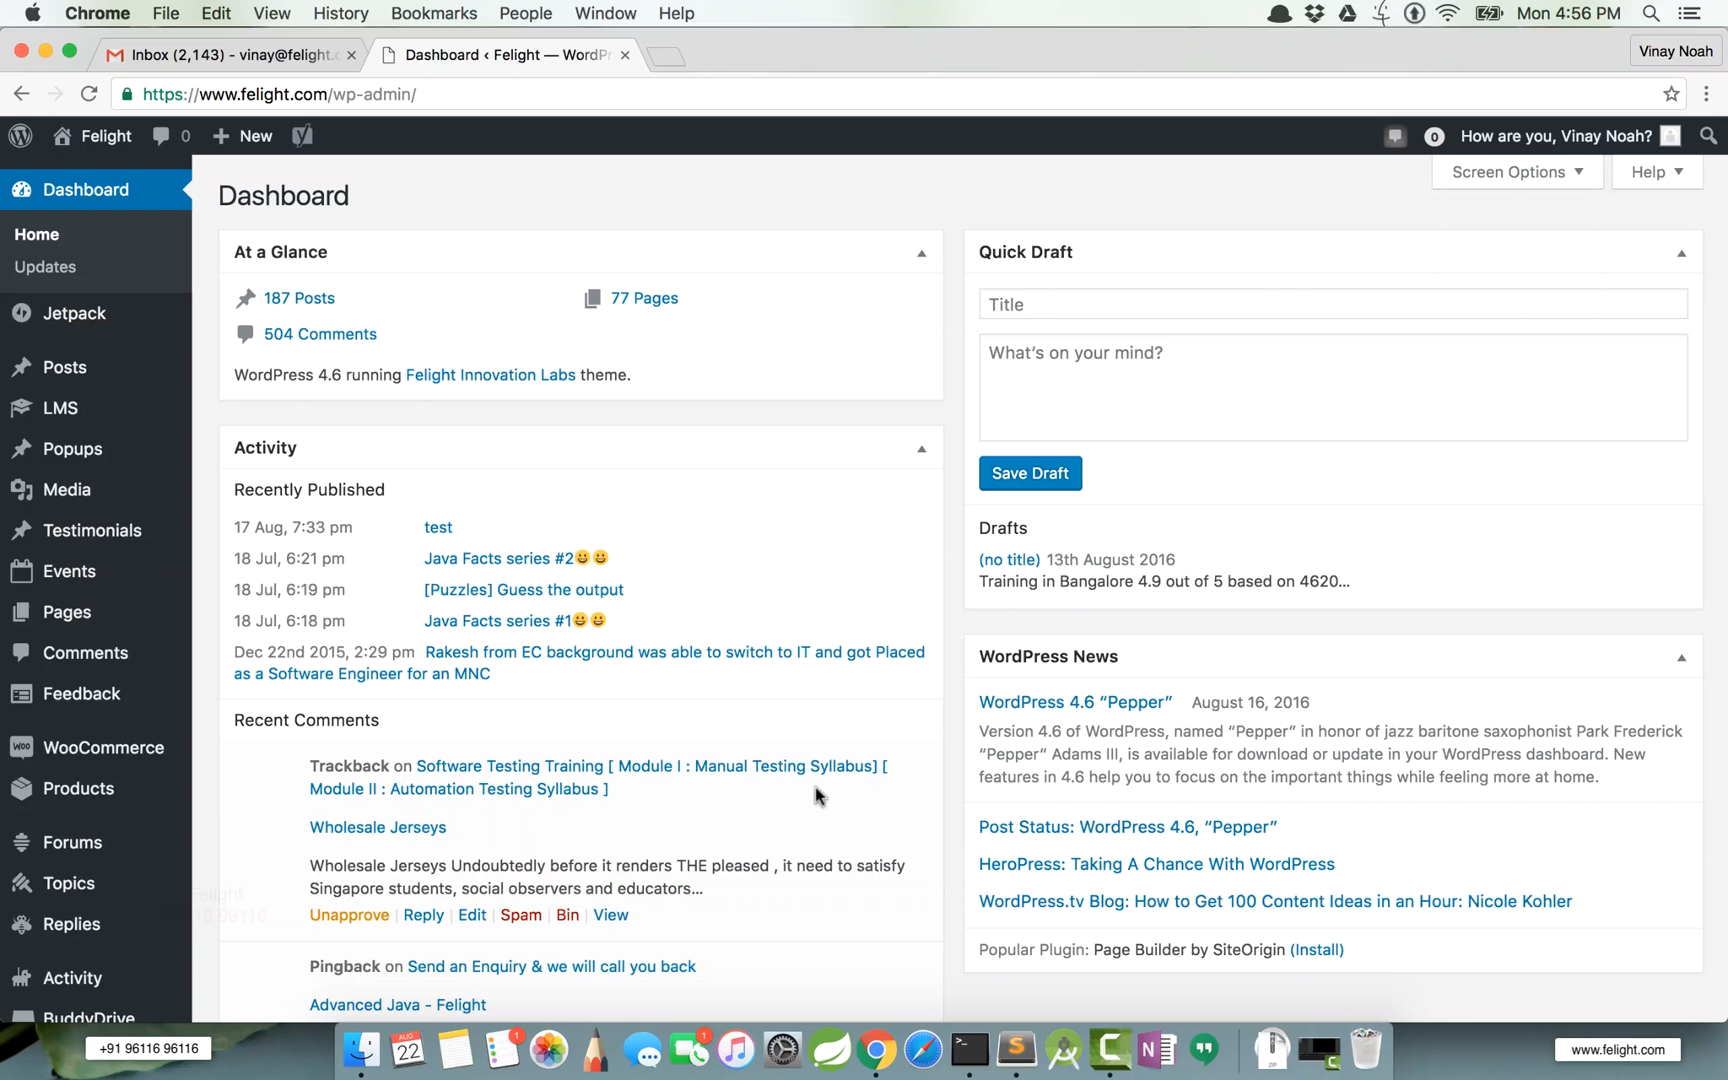 Chrome File Edit View History Bookmarks People Window Help Mon 4:56 PM
Inbox (2,143) - vinay@felight.c Dashboard ‹ Felight — WordPr Vinay Noah
https://www.felight.com/wp-admin/
Felight 0 New 0 How are you, Vinay Noah?
Screen Options Help
Dashboard
Home
Updates
Jetpack
Posts
LMS
Popups
Media
Testimonials
Events
Pages
Comments
Feedback
WooCommerce
Products
Forums
Topics
Replies
Activity
BuddyDrive
Dashboard
At a Glance
187 Posts 77 Pages
504 Comments
WordPress 4.6 running Felight Innovation Labs theme.
Activity
Recently Published
17 Aug, 7:33 pm test
18 Jul, 6:21 pm Java Facts series #2😀😀
18 Jul, 6:19 pm [Puzzles] Guess the output
18 Jul, 6:18 pm Java Facts series #1😀😀
Dec 22nd 2015, 2:29 pm Rakesh from EC background was able to switch to IT and got Placed
as a Software Engineer for an MNC
Recent Comments
Trackback on Software Testing Training [ Module I : Manual Testing Syllabus] [
Module II : Automation Testing Syllabus ]
Wholesale Jerseys
Wholesale Jerseys Undoubtedly before it renders THE pleased , it need to satisfy
Singapore students, social observers and educators...
Unapprove | Reply | Edit | Spam | Bin | View
Pingback on Send an Enquiry & we will call you back
Advanced Java - Felight
Quick Draft
Title
What's on your mind?
Save Draft
Drafts
(no title) 13th August 2016
Training in Bangalore 4.9 out of 5 based on 4620...
WordPress News
WordPress 4.6 “Pepper” August 16, 2016
Version 4.6 of WordPress, named “Pepper” in honor of jazz baritone saxophonist Park Frederick
“Pepper” Adams III, is available for download or update in your WordPress dashboard. New
features in 4.6 help you to focus on the important things while feeling more at home.
Post Status: WordPress 4.6, “Pepper”
HeroPress: Taking A Chance With WordPress
WordPress.tv Blog: How to Get 100 Content Ideas in an Hour: Nicole Kohler
Popular Plugin: Page Builder by SiteOrigin (Install)
+91 96116 96116
AUG
22
1
1
ZIP
www.felight.com